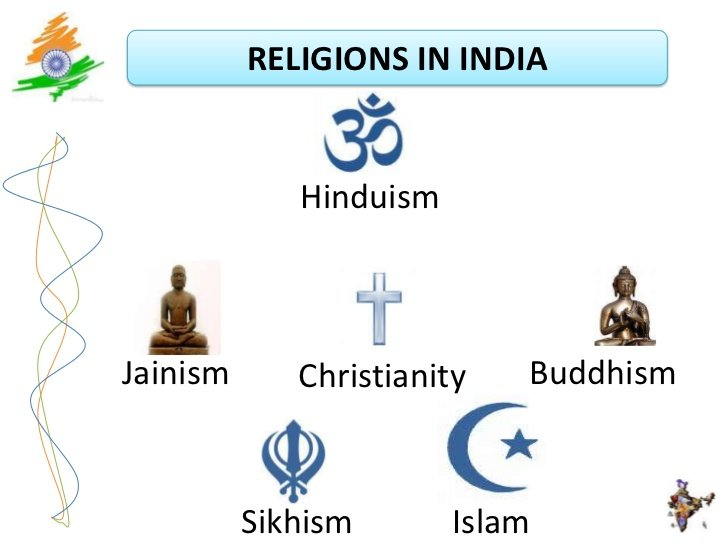 RELIGIONS IN INDIA
ॐ
Hinduism
Jainism
Christianity
Buddhism
Sikhism
Islam